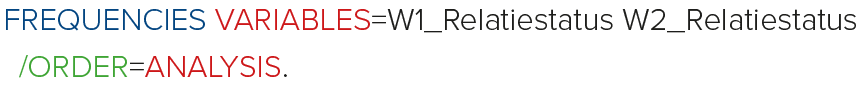 FREQUENCIES VARIABLES=W1_Relatiestatus W2_Relatiestatus
/ORDER=ANALYSIS.